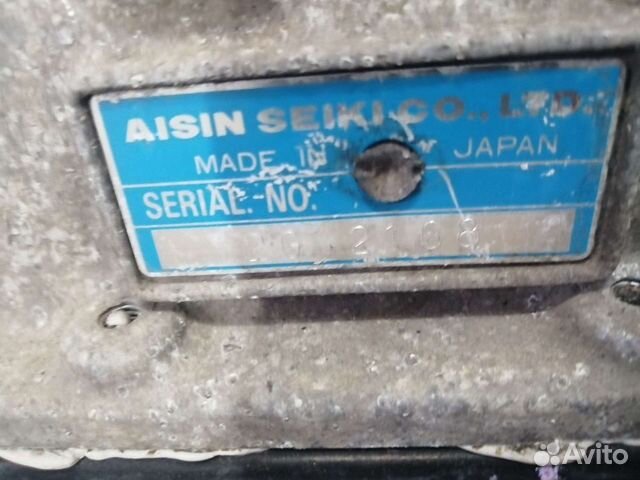 AISIN SEIKI CO., LTD.
MADE IN JAPAN
SERIAL. NO.
Avito